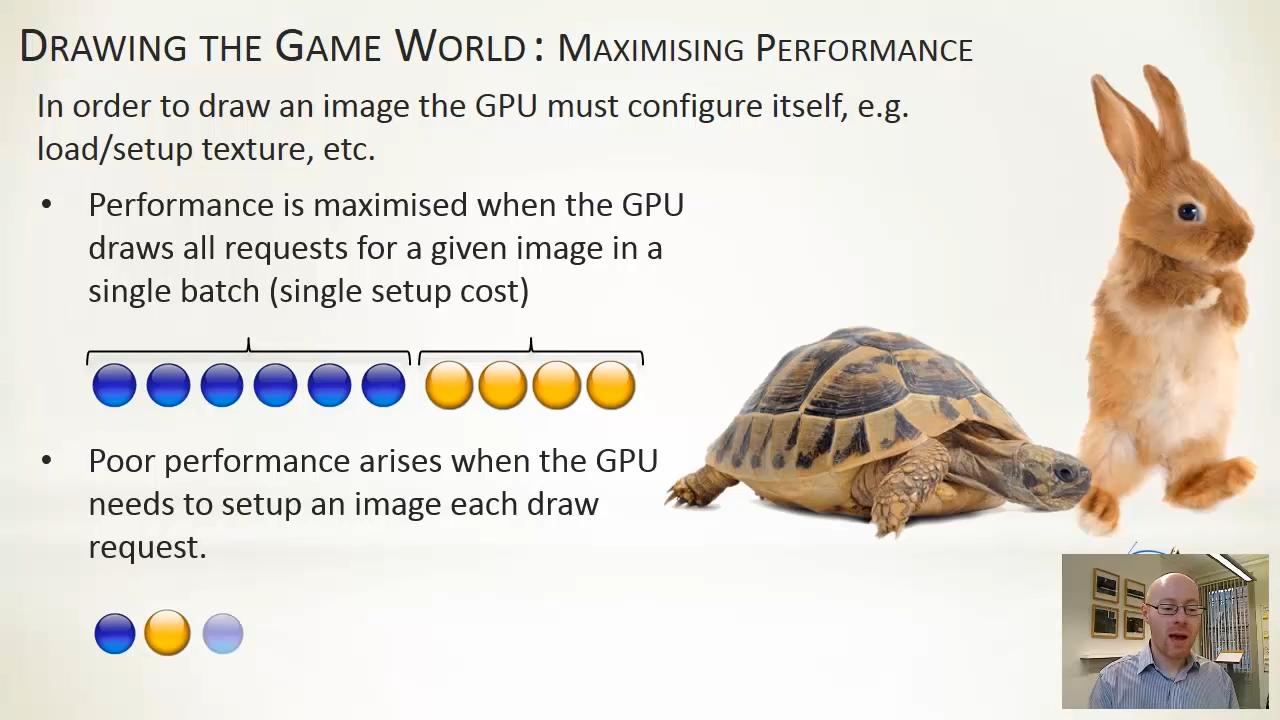 Drawing the Game World : Maximising Performance
In order to draw an image the GPU must configure itself, e.g.
load/setup texture, etc.
• Performance is maximised when the GPU
draws all requests for a given image in a
single batch (single setup cost)
• Poor performance arises when the GPU
needs to setup an image each draw
request.